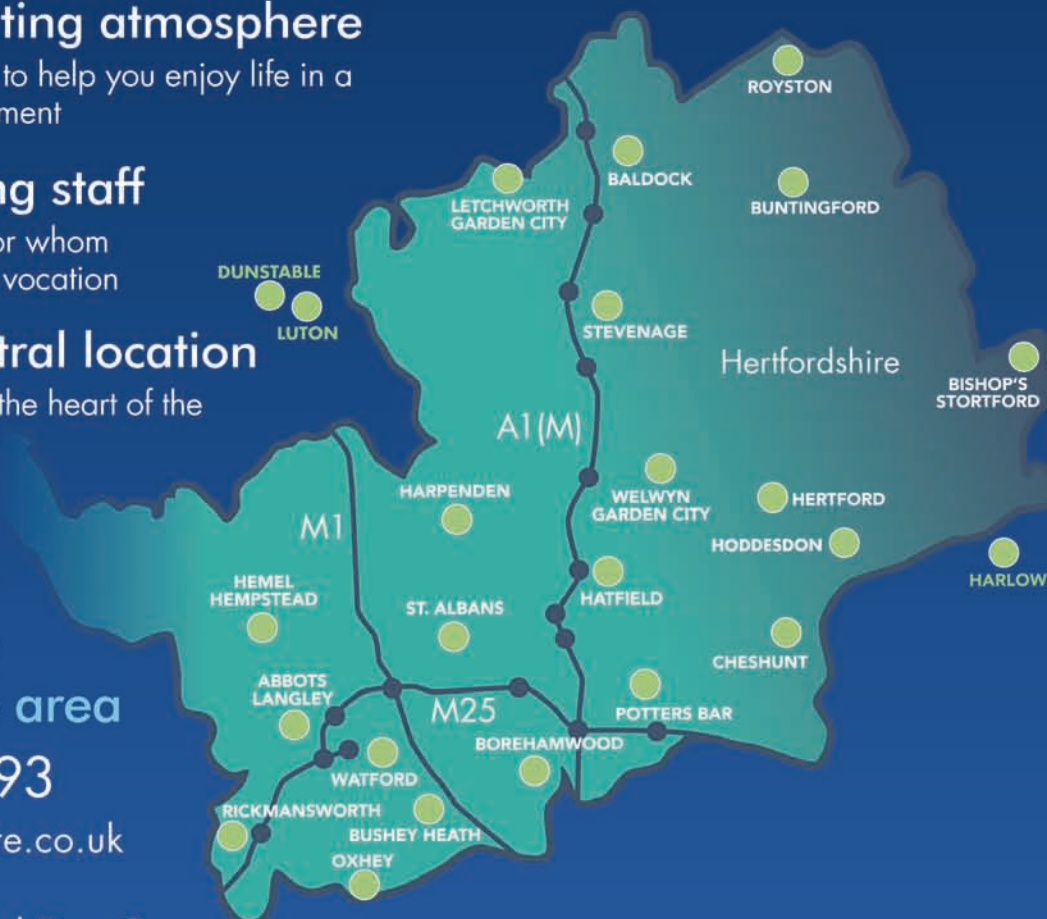 ting atmosphere
to help you enjoy life in a
ment
ng staff
or whom
vocation
tral location
the heart of the
area
93
re.co.uk
ROYSTON
BALDOCK
LETCHWORTH
GARDEN CITY
BUNTINGFORD
DUNSTABLE
LUTON
STEVENAGE
Hertfordshire
BISHOP'S
STORTFORD
A1(M)
HARPENDEN
WELWYN
GARDEN CITY
HERTFORD
M1
HODDESDON
HARLOW
HEMEL
HEMPSTEAD
ST. ALBANS
HATFIELD
CHESHUNT
ABBOTS
LANGLEY
M25
POTTERS BAR
BOREHAMWOOD
WATFORD
RICKMANSWORTH
BUSHEY HEATH
OXHEY